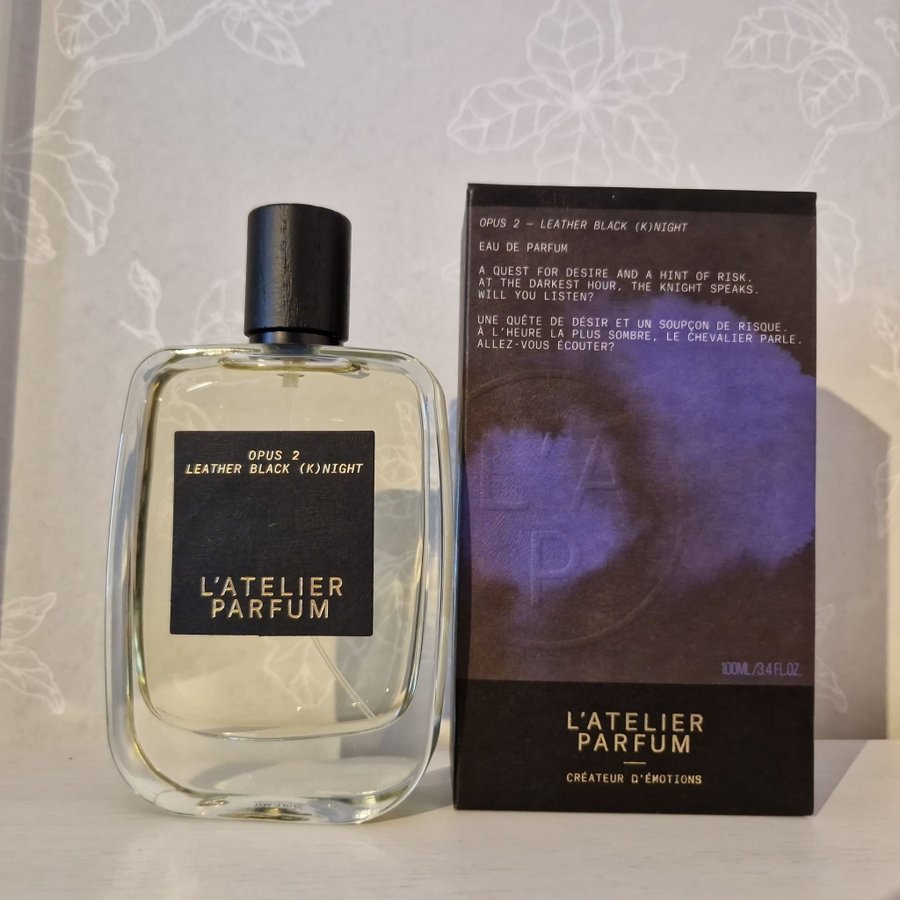 OPUS 2
LEATHER BLACK (K)NIGHT
L'ATELIER
PARFUM
OPUS 2 – LEATHER BLACK (K)NIGHT
EAU DE PARFUM
A QUEST FOR DESIRE AND A HINT OF RISK.
AT THE DARKEST HOUR, THE KNIGHT SPEAKS.
WILL YOU LISTEN?
UNE QUÊTE DE DÉSIR ET UN SOUPÇON DE RISQUE.
À L'HEURE LA PLUS SOMBRE, LE CHEVALIER PARLE.
ALLEZ-VOUS ÉCOUTER?
L'A
P
100ML/3.4 FL.OZ.
L'ATELIER
PARFUM
CRÉATEUR D'ÉMOTIONS